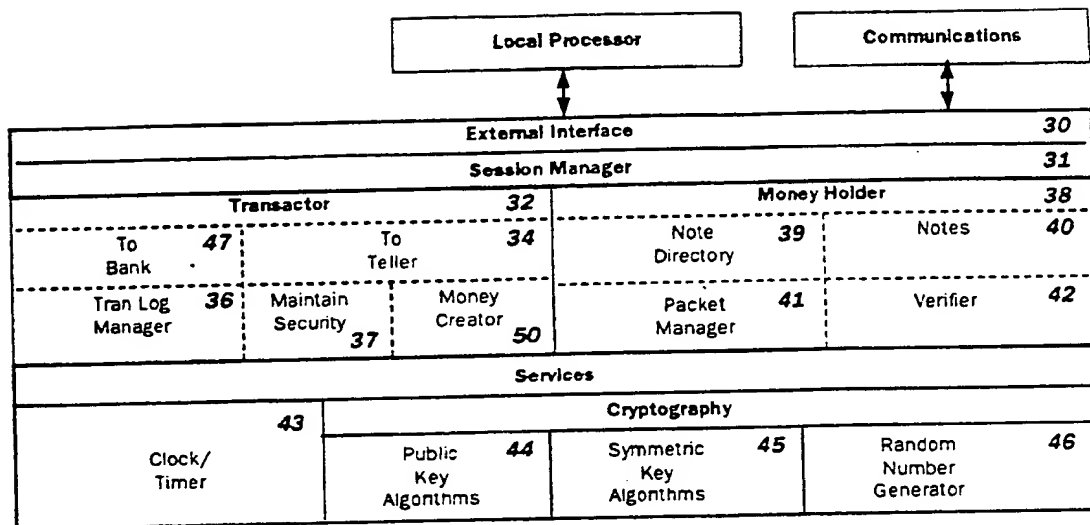 Local Processor
Communications
External Interface 30
Session Manager 31
Transactor 32
Money Holder 38
To 47
Bank
To 34
Teller
Note 39
Directory
Notes 40
Tran Log 36
Manager
Maintain
Security 37
Money
Creator 50
Packet 41
Manager
Verifier 42
Services
43
Clock/
Timer
Cryptography
Public 44
Key
Algorithms
Symmetric 45
Key
Algorithms
Random 46
Number
Generator